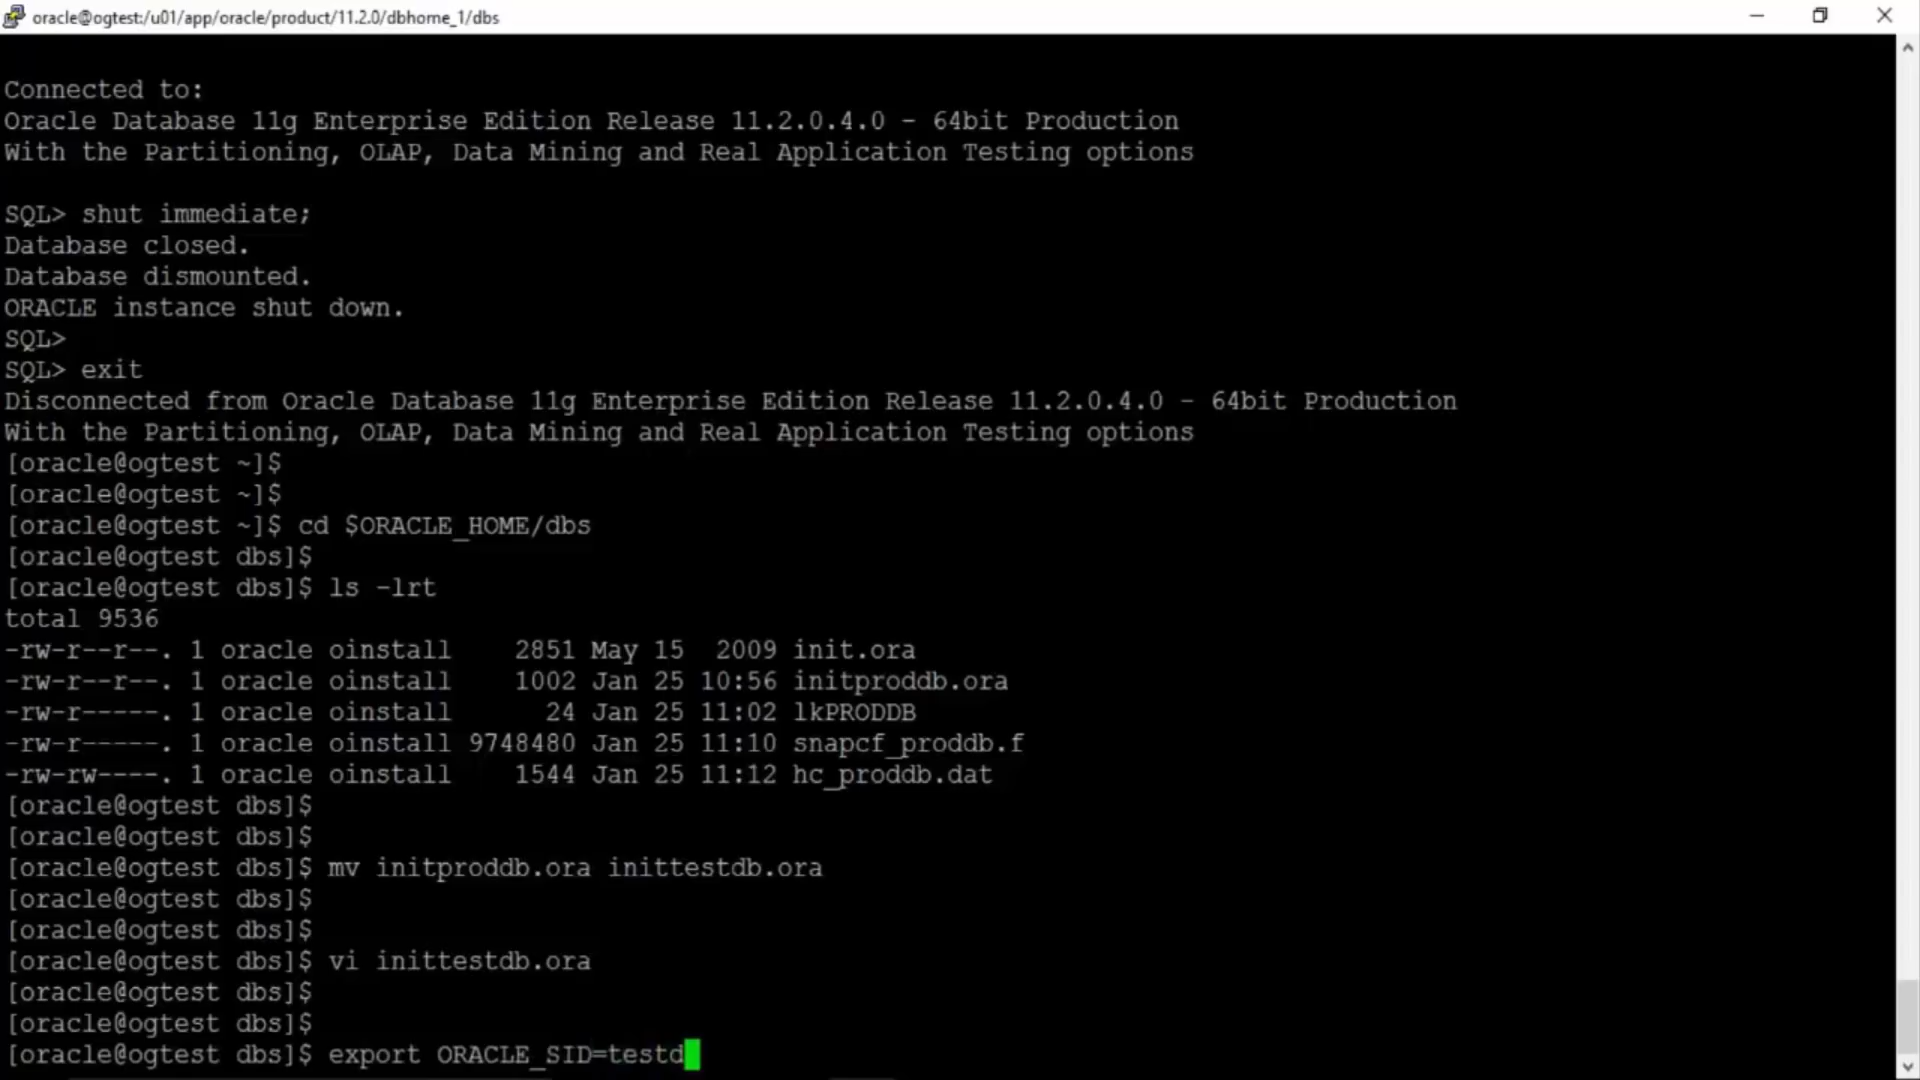 oracle@ogtest:/u01/app/oracle/product/11.2.0/dbhome_1/dbs
Connected to:
Oracle Database 11g Enterprise Edition Release 11.2.0.4.0 - 64bit Production
With the Partitioning, OLAP, Data Mining and Real Application Testing options
SQL> shut immediate;
Database closed.
Database dismounted.
ORACLE instance shut down.
SQL>
SQL> exit
Disconnected from Oracle Database 11g Enterprise Edition Release 11.2.0.4.0 - 64bit Production
With the Partitioning, OLAP, Data Mining and Real Application Testing options
[oracle@ogtest ~]$
[oracle@ogtest ~]$
[oracle@ogtest ~]$ cd $ORACLE_HOME/dbs
[oracle@ogtest dbs]$
[oracle@ogtest dbs]$ ls -lrt
total 9536
-rw-r--r--. 1 oracle oinstall    2851 May 15  2009 init.ora
-rw-r--r--. 1 oracle oinstall    1002 Jan 25 10:56 initproddb.ora
-rw-r-----. 1 oracle oinstall      24 Jan 25 11:02 lkPRODDB
-rw-r-----. 1 oracle oinstall 9748480 Jan 25 11:10 snapcf_proddb.f
-rw-rw----. 1 oracle oinstall    1544 Jan 25 11:12 hc_proddb.dat
[oracle@ogtest dbs]$
[oracle@ogtest dbs]$
[oracle@ogtest dbs]$ mv initproddb.ora inittestdb.ora
[oracle@ogtest dbs]$
[oracle@ogtest dbs]$
[oracle@ogtest dbs]$ vi inittestdb.ora
[oracle@ogtest dbs]$
[oracle@ogtest dbs]$
[oracle@ogtest dbs]$ export ORACLE_SID=testd